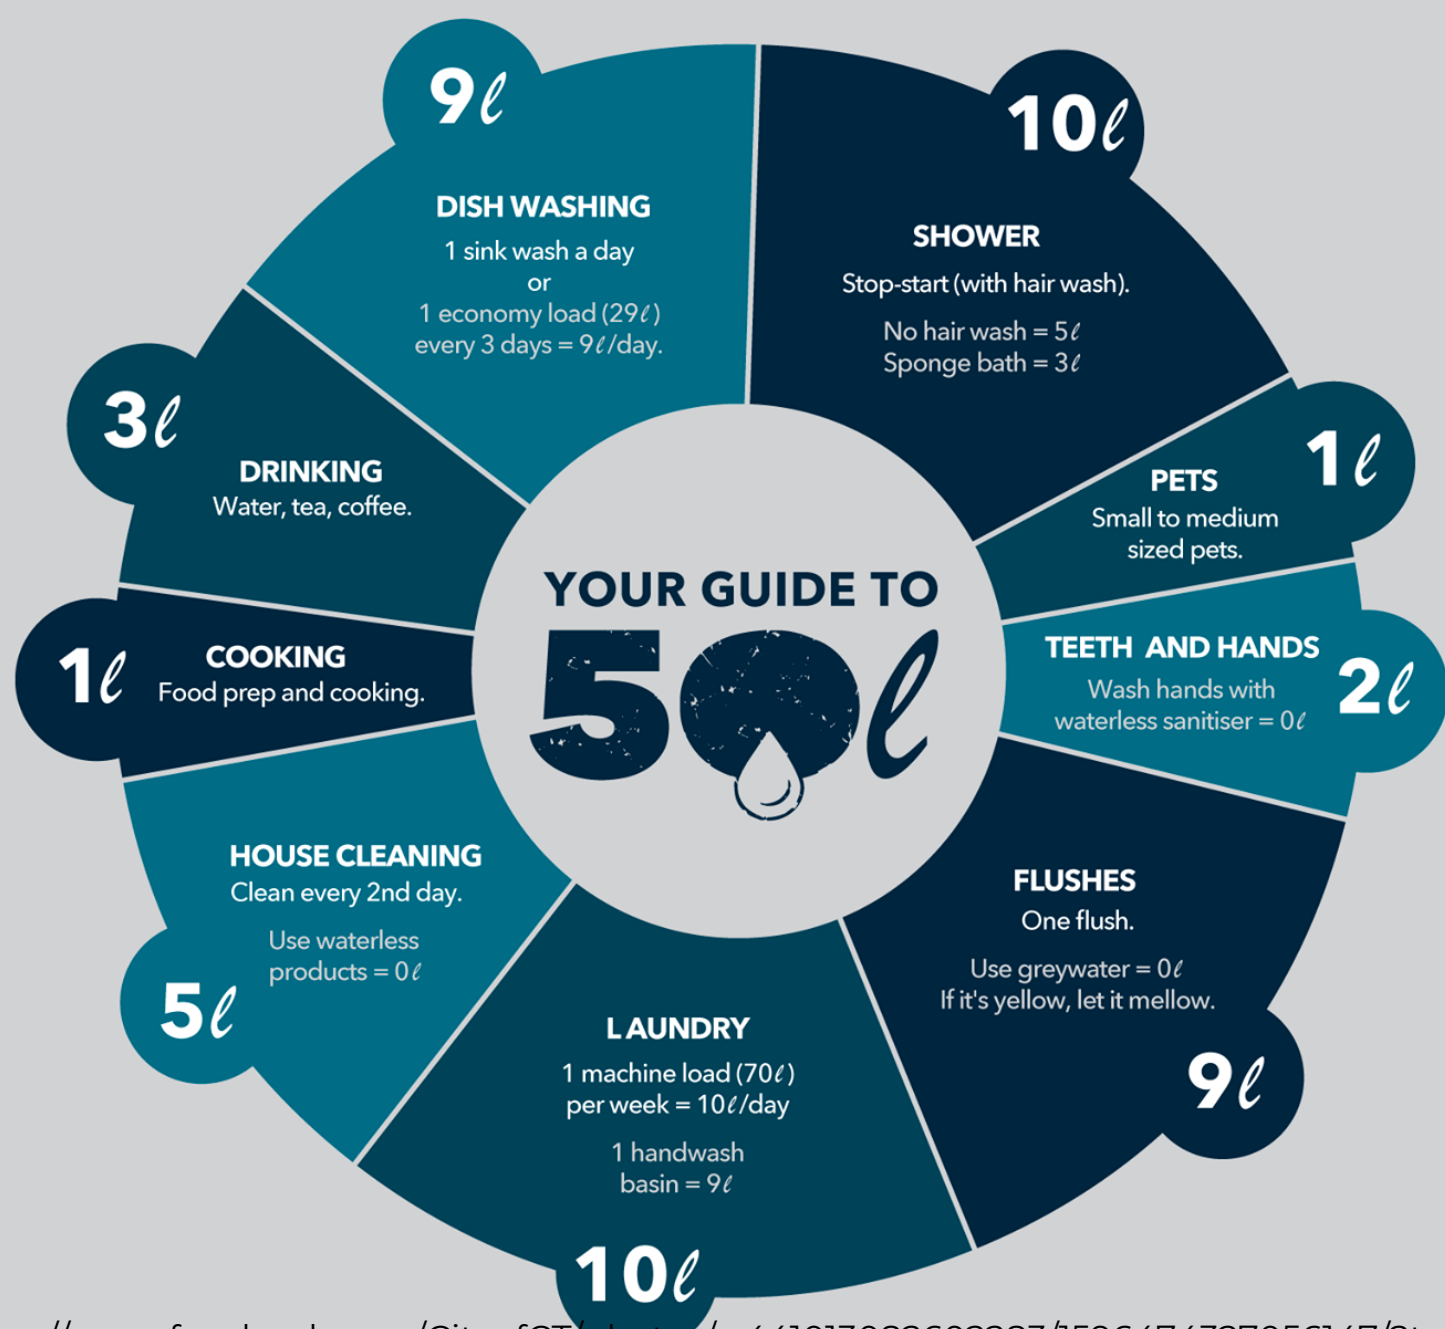 YOUR GUIDE TO
50ℓ
10ℓ
SHOWER
Stop-start (with hair wash).
No hair wash = 5ℓ
Sponge bath = 3ℓ
1ℓ
PETS
Small to medium
sized pets.
2ℓ
TEETH AND HANDS
Wash hands with
waterless sanitiser = 0ℓ
9ℓ
FLUSHES
One flush.
Use greywater = 0ℓ
If it's yellow, let it mellow.
10ℓ
LAUNDRY
1 machine load (70ℓ)
per week = 10ℓ/day
1 handwash
basin = 9ℓ
5ℓ
HOUSE CLEANING
Clean every 2nd day.
Use waterless
products = 0ℓ
1ℓ
COOKING
Food prep and cooking.
3ℓ
DRINKING
Water, tea, coffee.
9ℓ
DISH WASHING
1 sink wash a day
or
1 economy load (29ℓ)
every 3 days = 9ℓ/day.